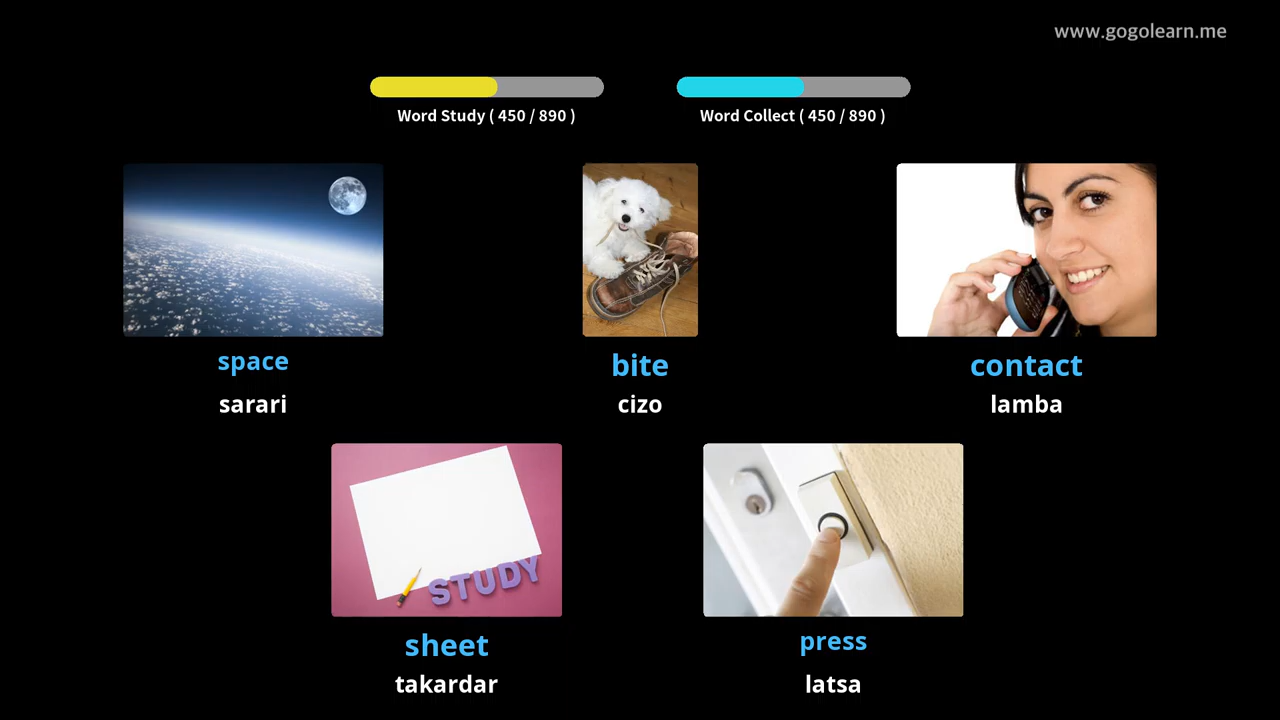 www.gogolearn.me
Word Study ( 450 / 890 )
Word Collect ( 450 / 890 )
space
sarari
bite
cizo
contact
lamba
STUDY
sheet
takardar
press
latsa